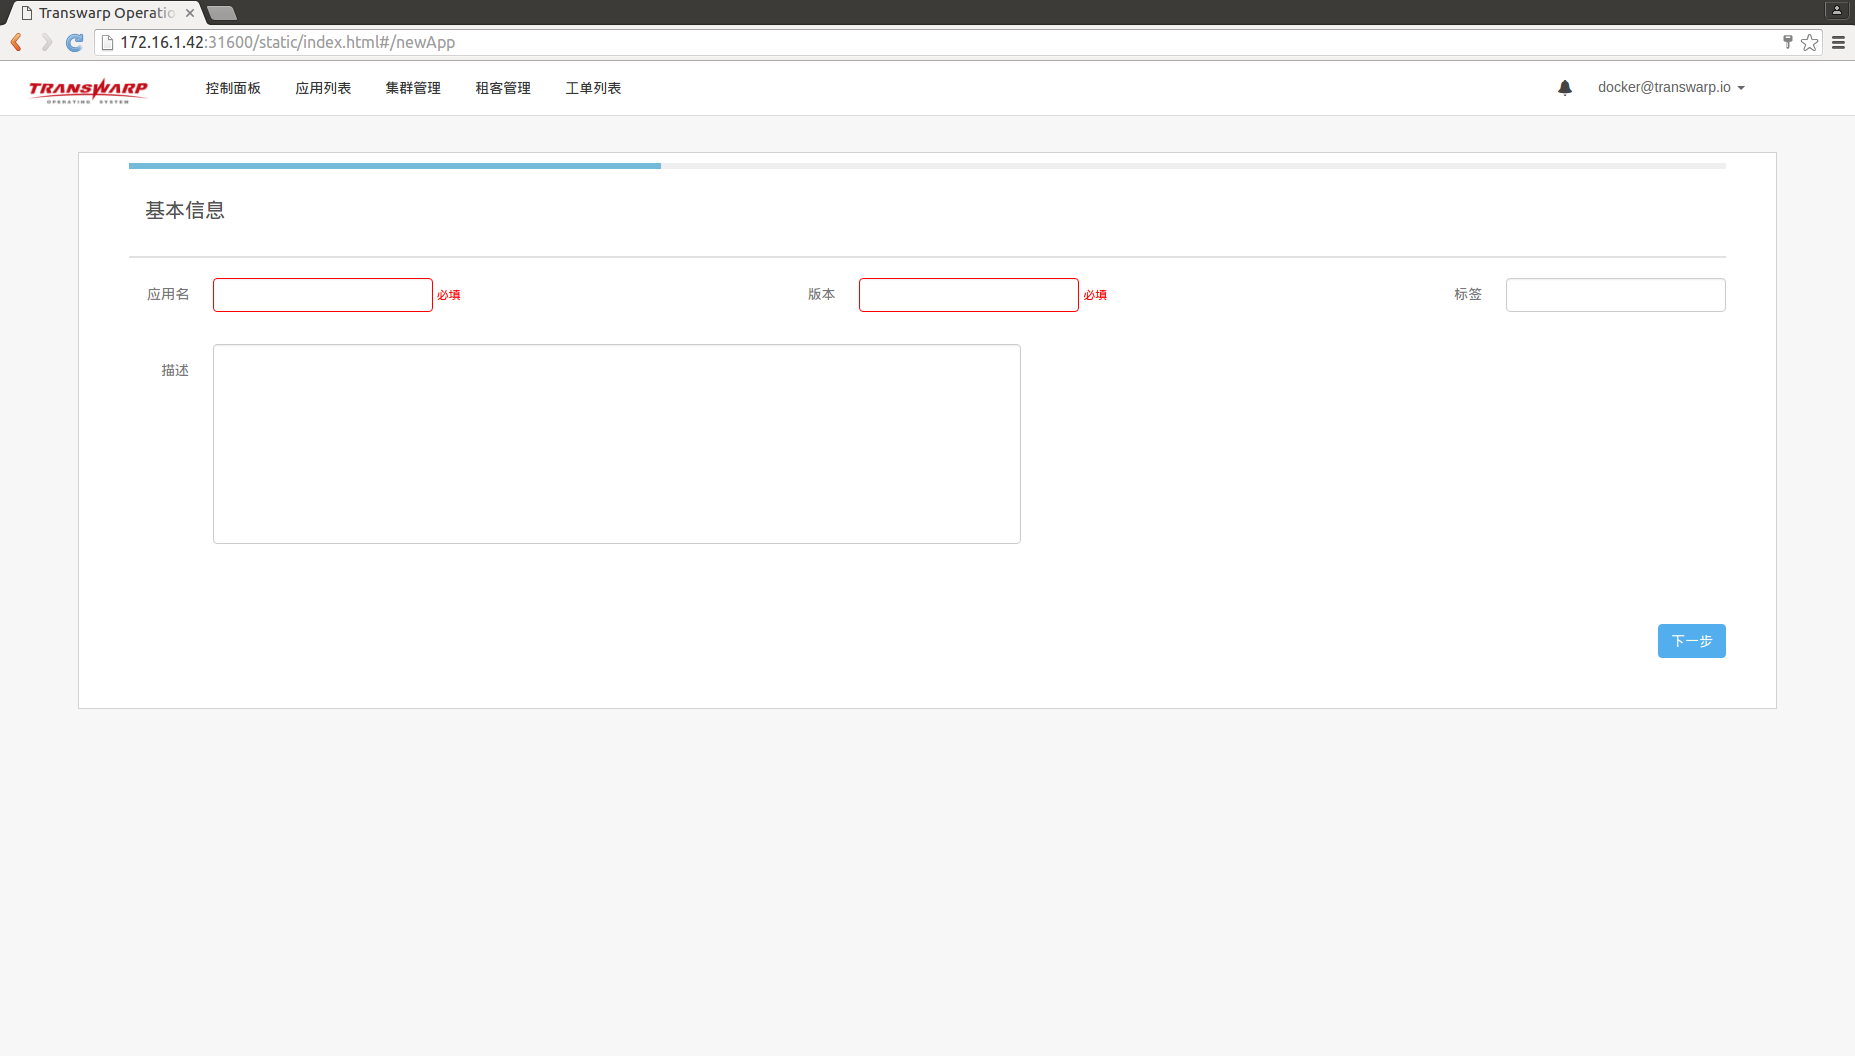 Transwarp Operatio
172.16.1.42:31600/static/index.html#/newApp
TRANSWARP
OPERATING SYSTEM
控制面板 应用列表 集群管理 租客管理 工单列表 docker@transwarp.io
基本信息
应用名 必填 版本 必填 标签
描述
下一步